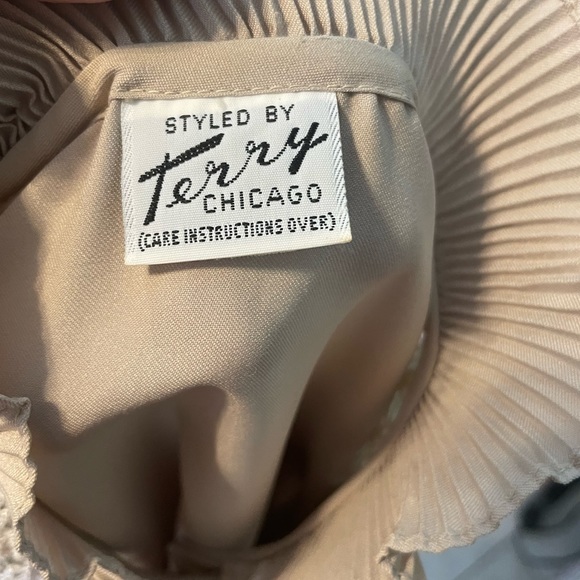 STYLED BY
Terry
CHICAGO
(CARE INSTRUCTIONS OVER)